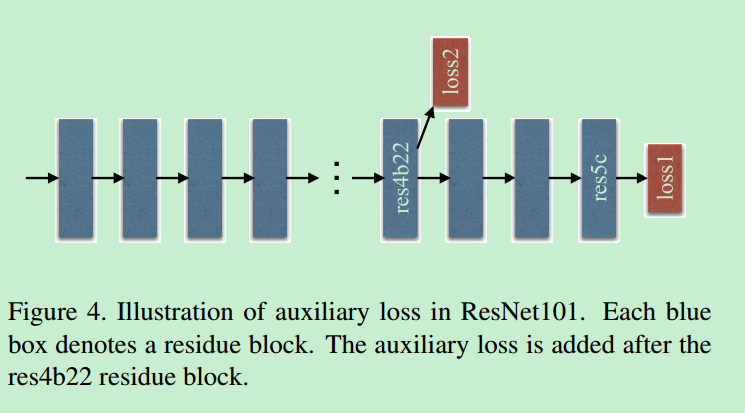 loss2
res4b22
res5c
loss1
Figure 4. Illustration of auxiliary loss in ResNet101. Each blue
box denotes a residue block. The auxiliary loss is added after the
res4b22 residue block.